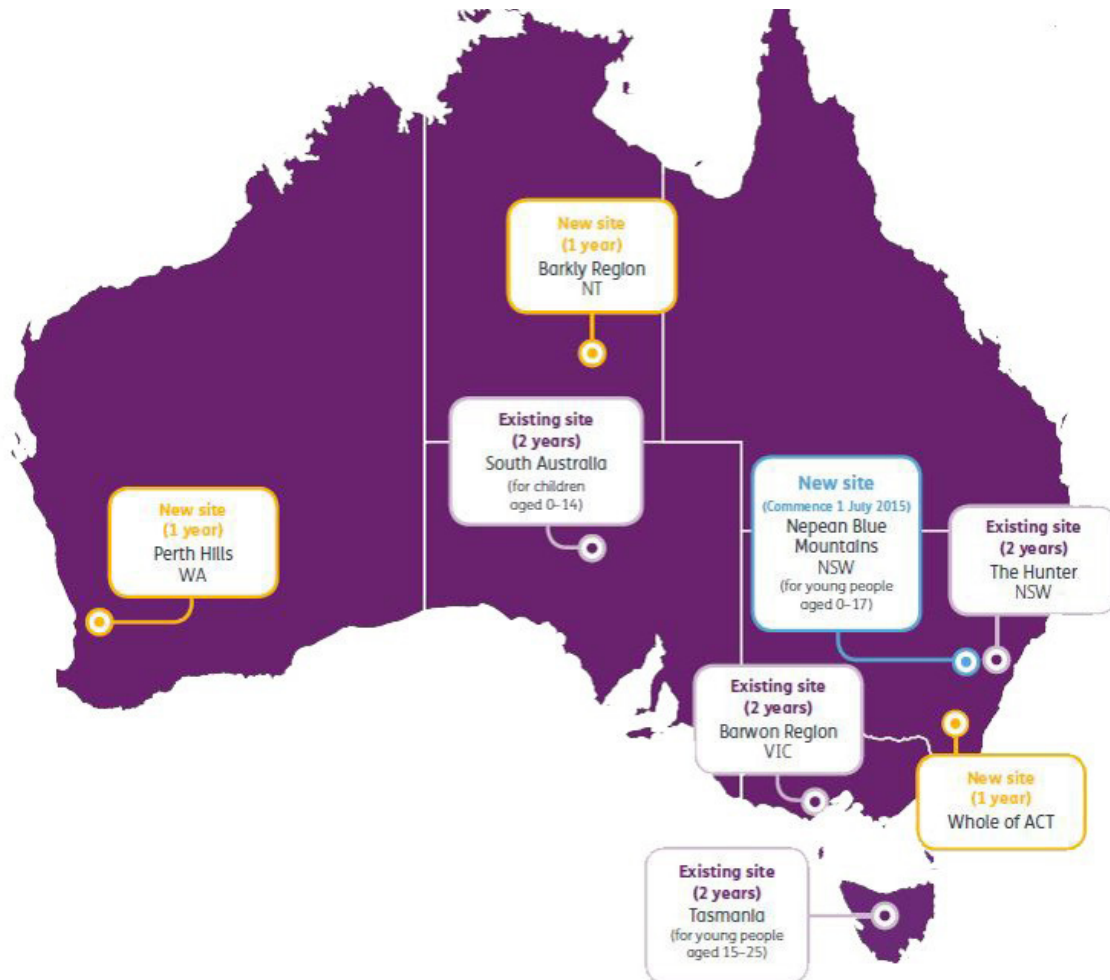 New site
(1 year)
Barkly Region
NT
Existing site
(2 years)
South Australia
(for children
aged 0–14)
New site
(Commence 1 July 2015)
Nepean Blue
Mountains
NSW
(for young people
aged 0–17)
New site
(1 year)
Perth Hills
WA
Existing site
(2 years)
The Hunter
NSW
Existing site
(2 years)
Barwon Region
VIC
New site
(1 year)
Whole of ACT
Existing site
(2 years)
Tasmania
(for young people
aged 15–25)